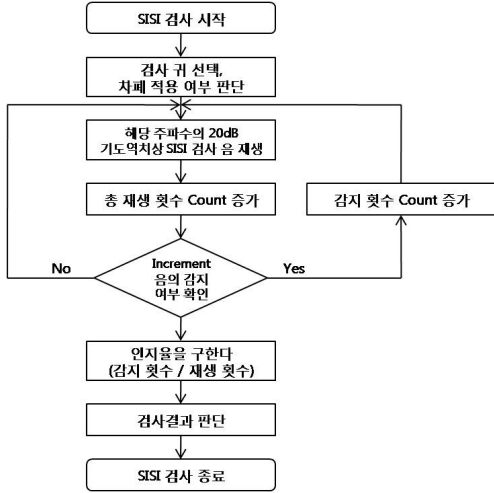 SISI 검사 시작
검사 귀 선택,
차폐 적용 여부 판단
해당 주파수의 20dB
기도역치상 SISI 검사 음 재생
총 재생 횟수 Count 증가
감지 횟수 Count 증가
No
Increment
음의 감지
여부 확인
Yes
인지율을 구한다
(감지 횟수 / 재생 횟수)
검사결과 판단
SISI 검사 종료